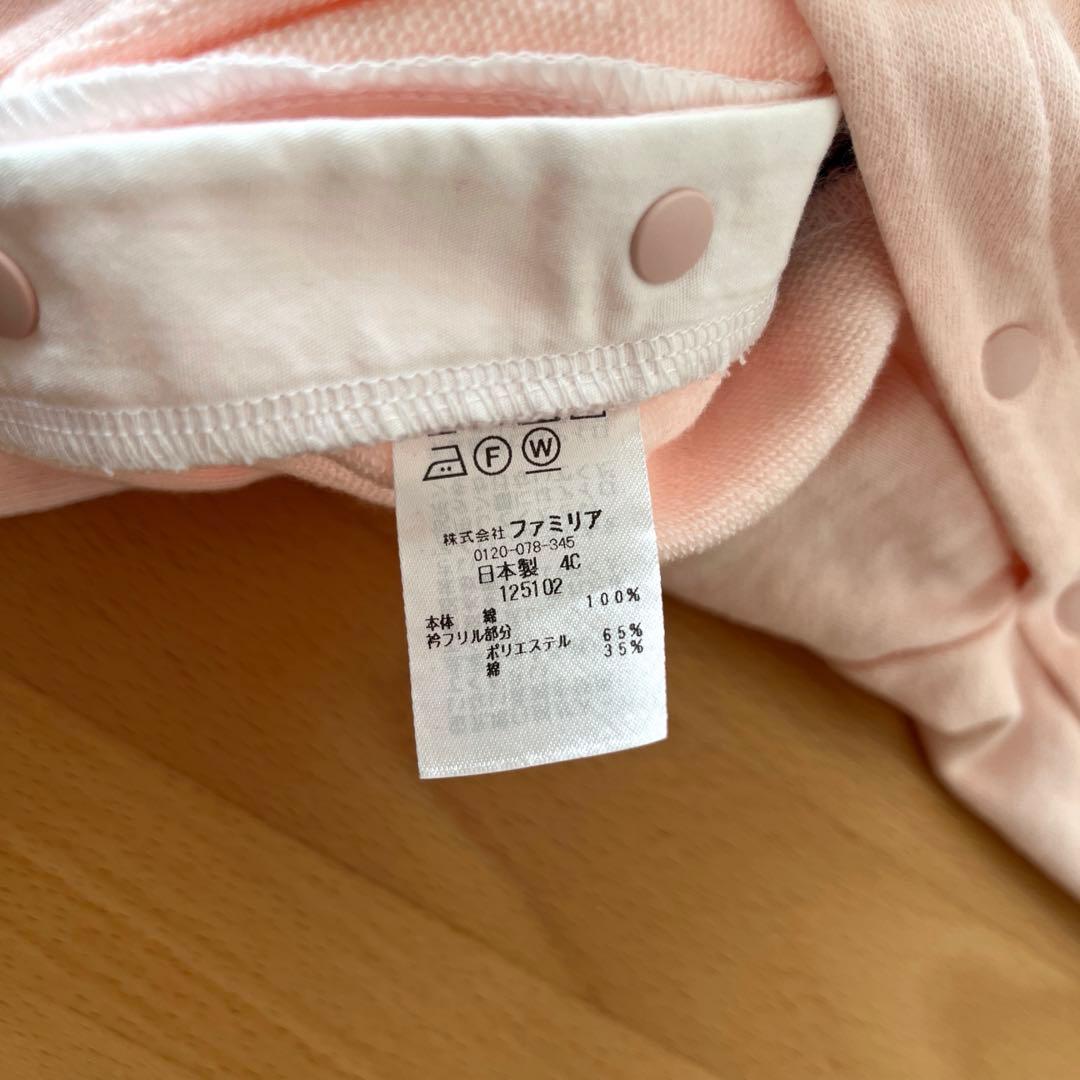 F W
株式会社 ファミリア
0120-078-345
日本製 4C
125102
本体 綿 100%
衿フリル部分
ポリエステル 65%
綿 35%